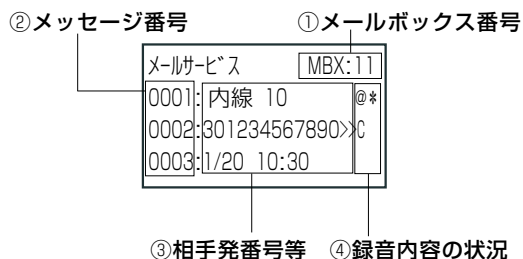 ②メッセージ番号 ①メールボックス番号
メールサービス MBX:11
0001:内線 10 @*
0002:301234567890>>C
0003:1/20 10:30
③相手発番号等 ④録音内容の状況